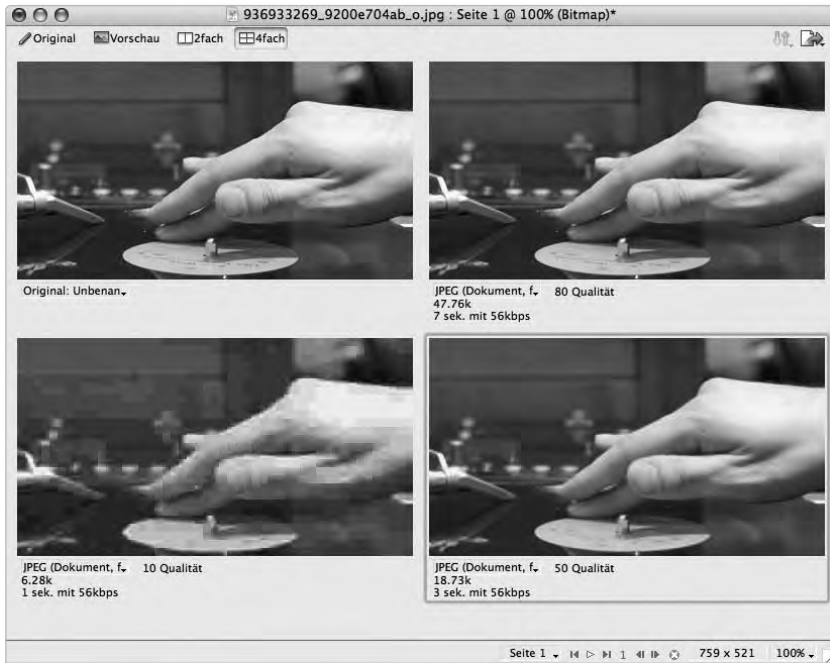 936933269_9200e704ab_o.jpg : Seite 1 @ 100% (Bitmap)*
Original Vorschau 2fach 4fach
Original: Unbenan
JPEG (Dokument, f 80 Qualität
47.76k
7 sek. mit 56kbps
JPEG (Dokument, f 10 Qualität
6.28k
1 sek. mit 56kbps
JPEG (Dokument, f 50 Qualität
18.73k
3 sek. mit 56kbps
Seite 1 1 759 x 521 100%